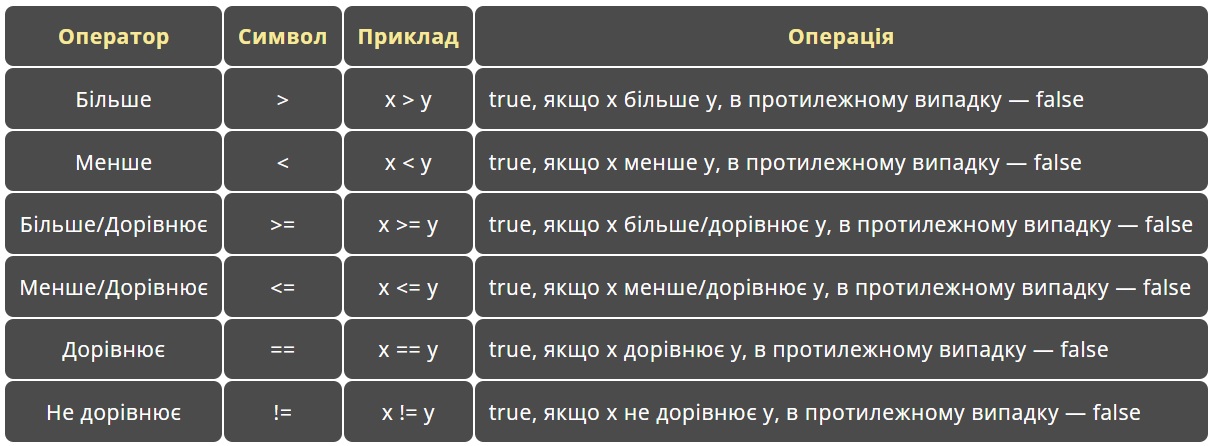 Оператор Символ Приклад Операція
Більше > x > y true, якщо x більше y, в протилежному випадку — false
Менше < x < y true, якщо x менше y, в протилежному випадку — false
Більше/Дорівнює >= x >= y true, якщо x більше/дорівнює y, в протилежному випадку — false
Менше/Дорівнює <= x <= y true, якщо x менше/дорівнює y, в протилежному випадку — false
Дорівнює == x == y true, якщо x дорівнює y, в протилежному випадку — false
Не дорівнює != x != y true, якщо x не дорівнює y, в протилежному випадку — false